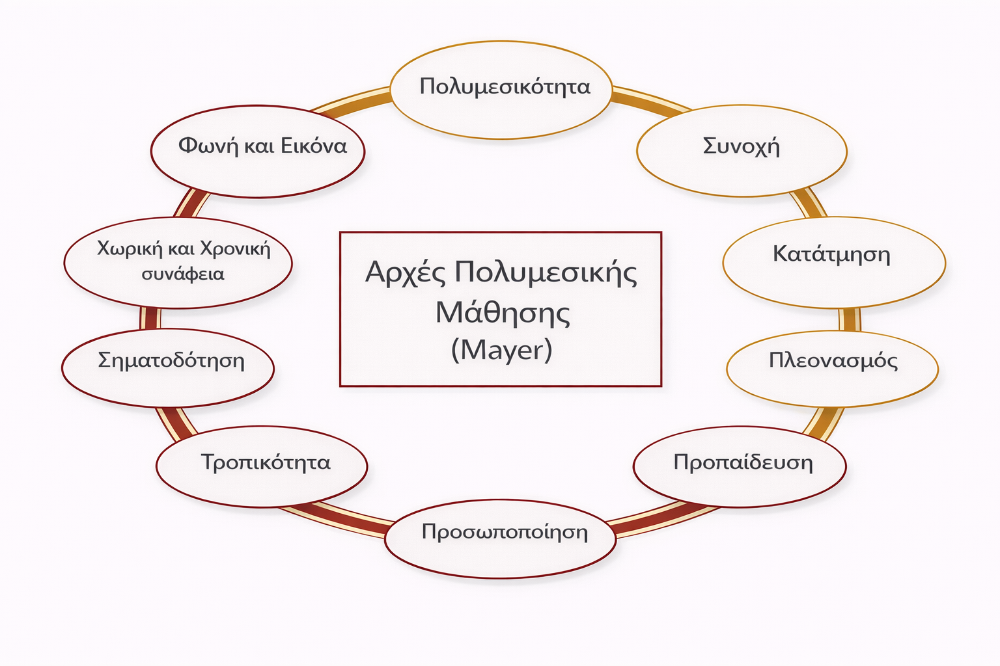 Πολυμεσικότητα
Φωνή και Εικόνα
Συνοχή
Χωρική και Χρονική
συνάφεια
Κατάτμηση
Αρχές Πολυμεσικής
Μάθησης
(Mayer)
Σηματοδότηση
Πλεονασμός
Τροπικότητα
Προπαίδευση
Προσωποποίηση